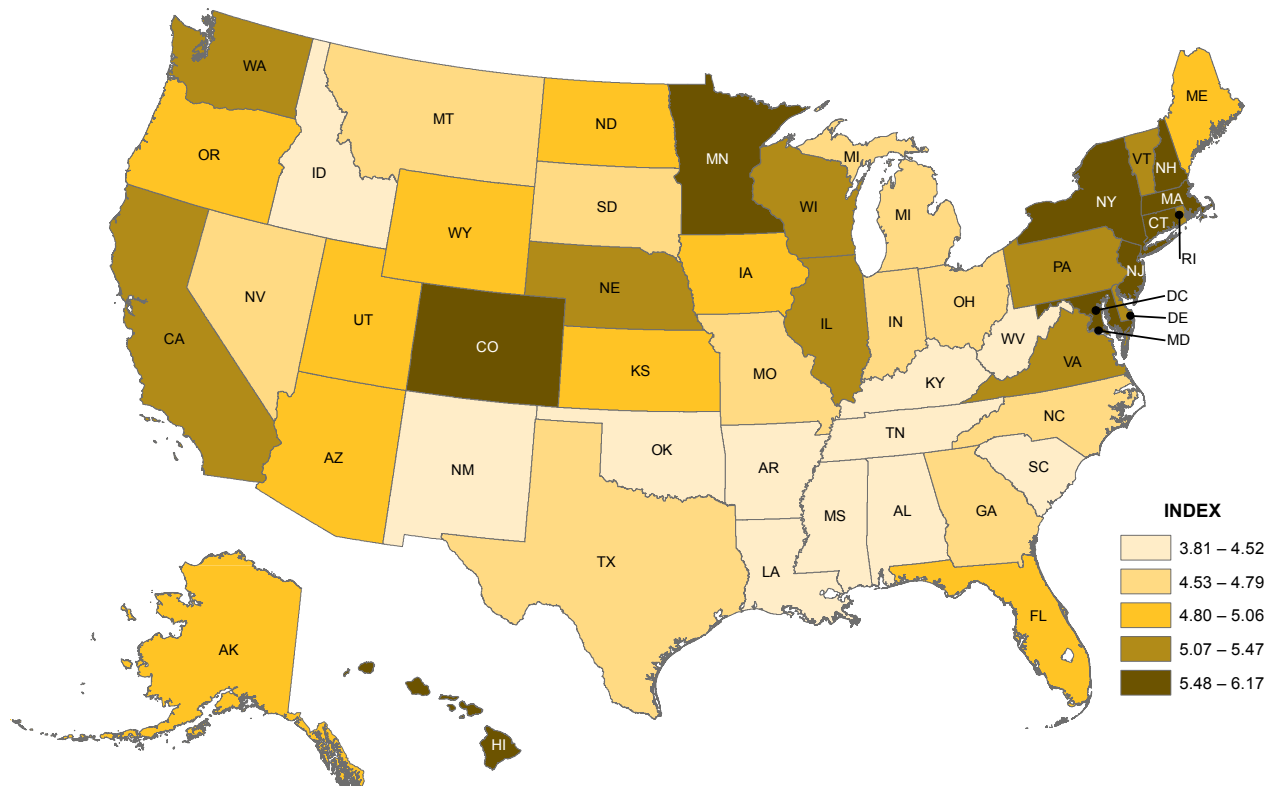 WA
MT
ND
MN
ME
OR
ID
SD
WI
MI
MI
VT
NH
NY
MA
CT
RI
WY
NV
UT
CO
NE
IA
IL
IN
OH
PA
NJ
DC
DE
MD
CA
KS
MO
KY
WV
VA
AZ
NM
OK
AR
TN
NC
SC
TX
LA
MS
AL
GA
FL
AK
HI
INDEX
3.81 – 4.52
4.53 – 4.79
4.80 – 5.06
5.07 – 5.47
5.48 – 6.17